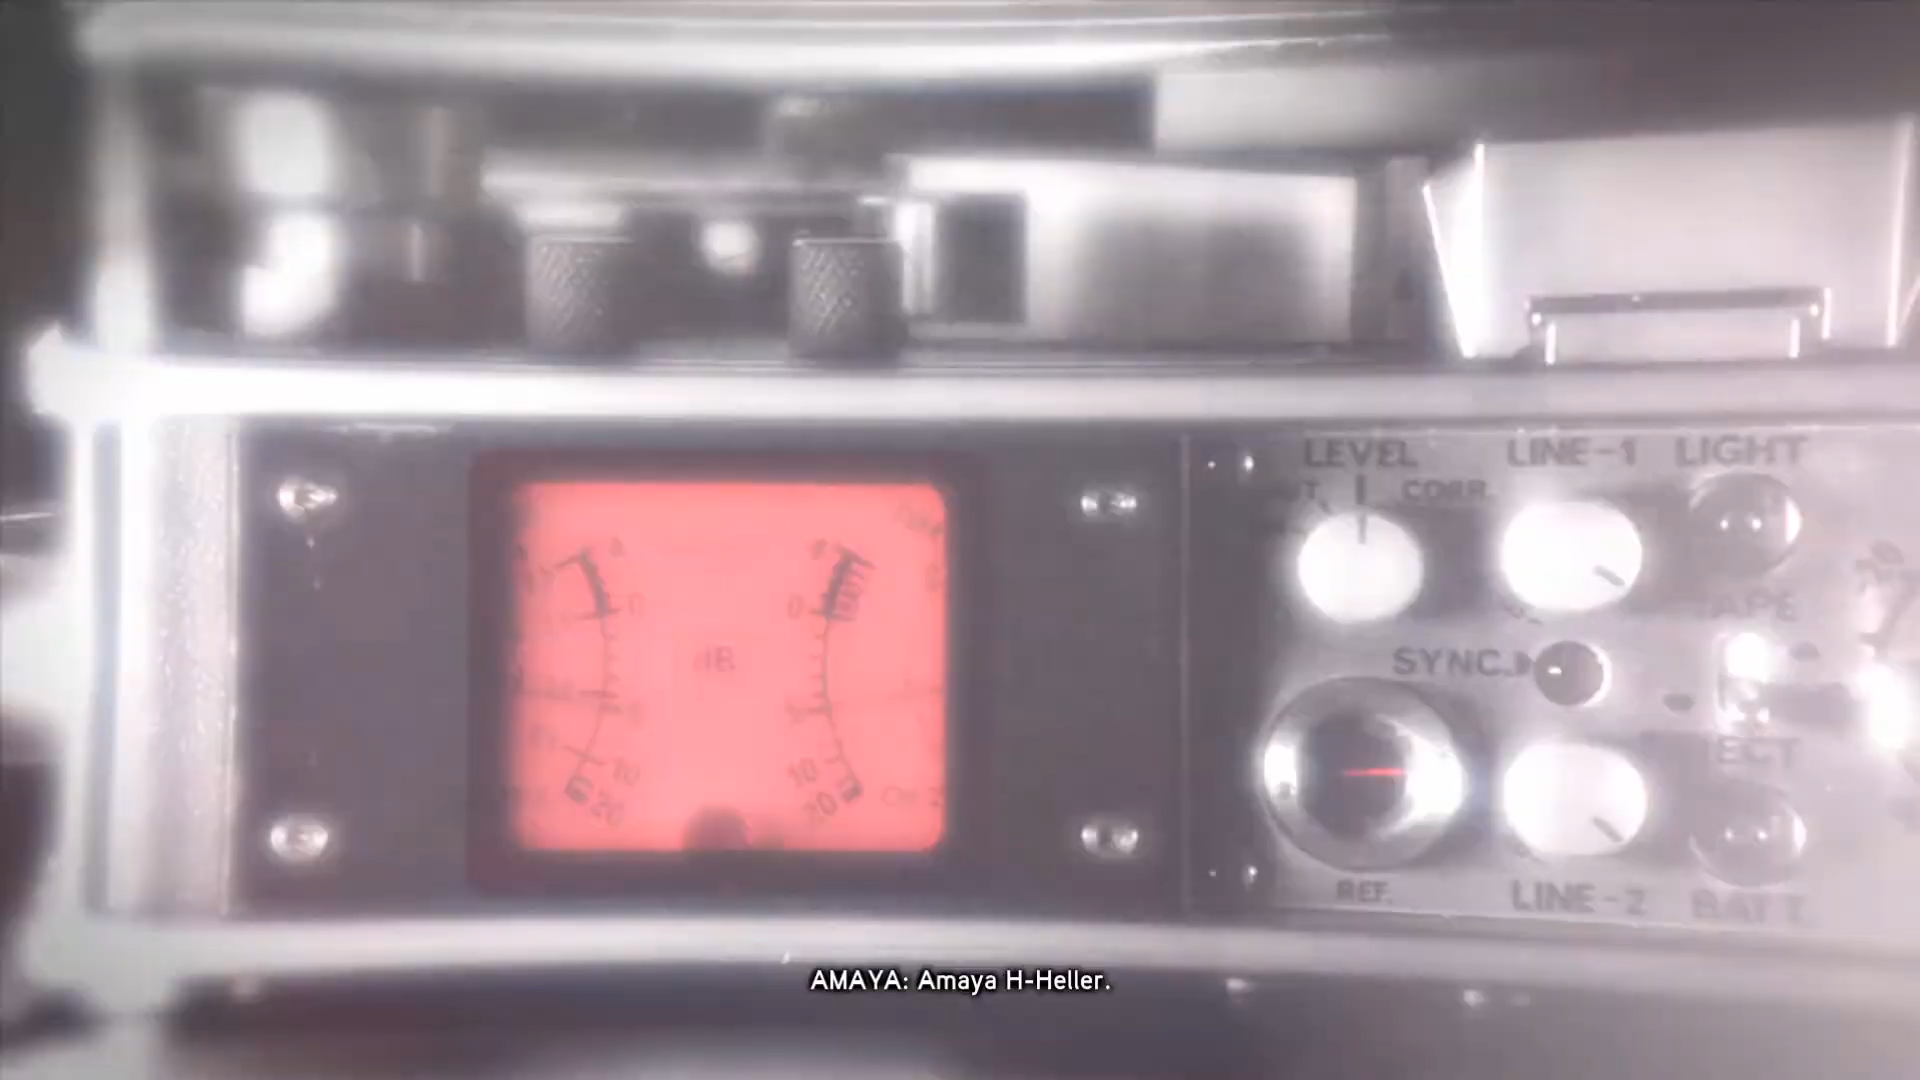 LEVEL LINE-1 LIGHT
CORR.
0 0
dB
SYNC.
10 10
20 20
REF. LINE-2 BATT.
AMAYA: Amaya H-Heller.